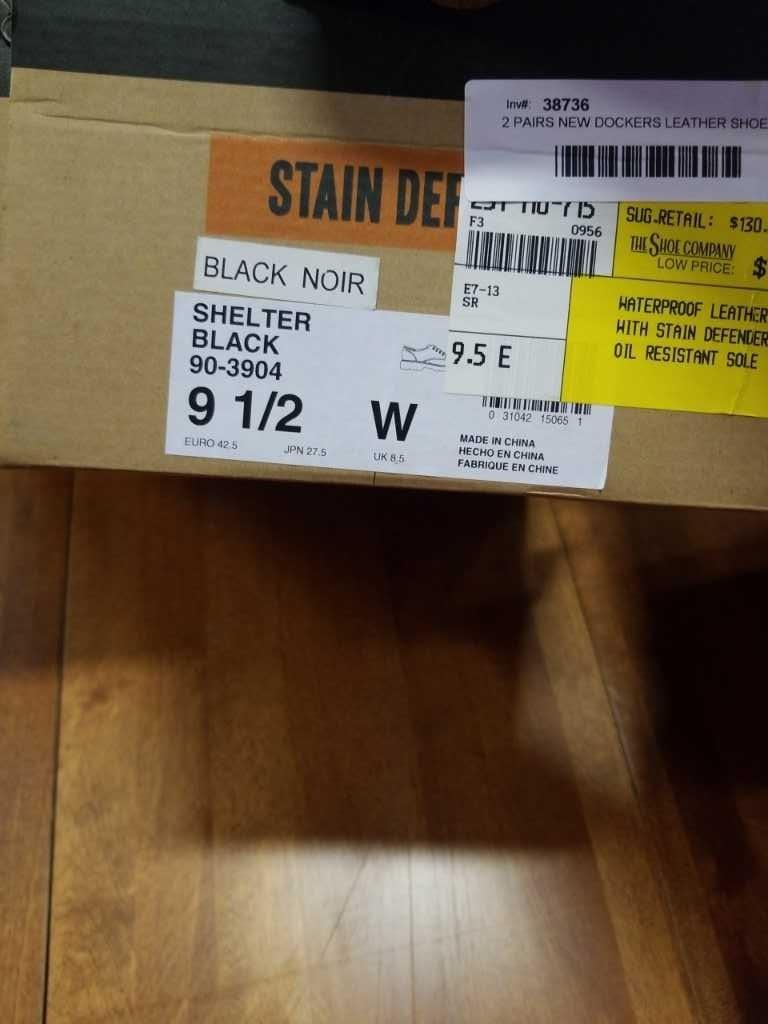 Inv#: 38736
2 PAIRS NEW DOCKERS LEATHER SHOE
STAIN DEF
F3
0956
SUG.RETAIL: $130.
THE SHOE COMPANY
LOW PRICE: $
BLACK NOIR
E7-13
SR
WATERPROOF LEATHER
WITH STAIN DEFENDER
OIL RESISTANT SOLE
SHELTER
BLACK
90-3904
9.5 E
9 1/2 W
0 31042 15065 1
EURO 42.5 JPN 27.5 UK 8.5
MADE IN CHINA
HECHO EN CHINA
FABRIQUE EN CHINE